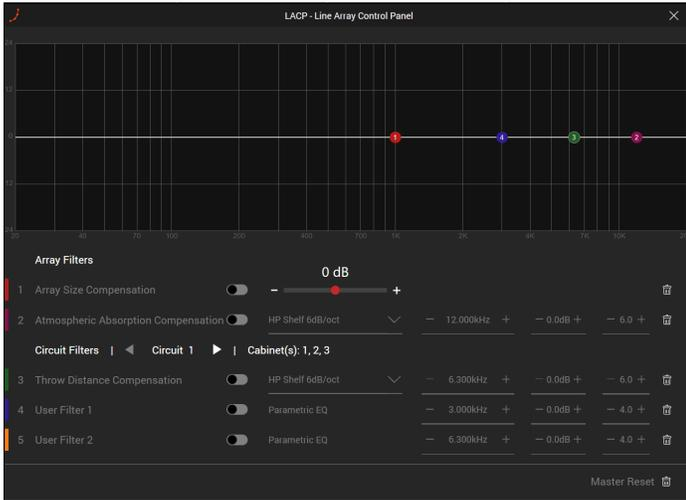 LACP - Line Array Control Panel
24
12
0
1 4 3 2
12
24
20 40 70 100 200 400 700 1K 2K 4K 7K 10K 20
Array Filters
0 dB
1 Array Size Compensation - +
2 Atmospheric Absorption Compensation HP Shelf 6dB/oct - 12.000kHz + - 0.0dB + - 6.0 +
Circuit Filters | Circuit 1 | Cabinet(s): 1, 2, 3
3 Throw Distance Compensation HP Shelf 6dB/oct - 6.300kHz + - 0.0dB + - 6.0 +
4 User Filter 1 Parametric EQ - 3.000kHz + - 0.0dB + - 4.0 +
5 User Filter 2 Parametric EQ - 6.300kHz + - 0.0dB + - 4.0 +
Master Reset